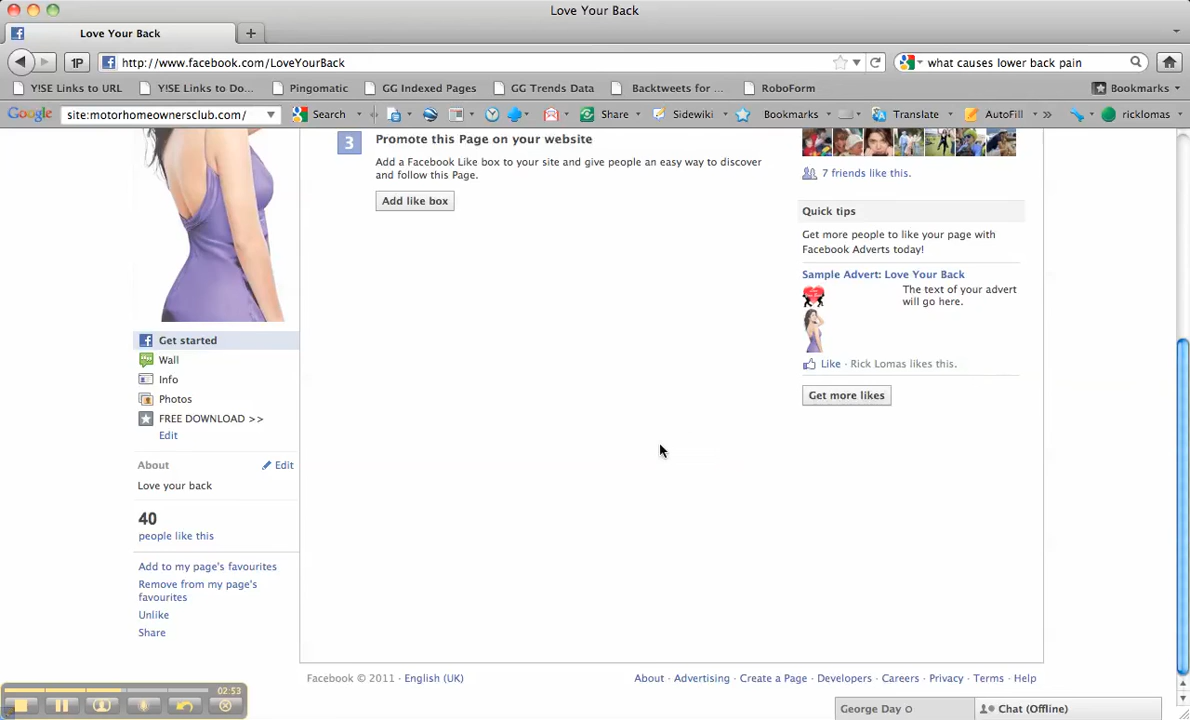 Love Your Back
Love Your Back
1P
http://www.facebook.com/LoveYourBack
what causes lower back pain
Y!SE Links to URL
Y!SE Links to Do...
Pingomatic
GG Indexed Pages
GG Trends Data
Backtweets for ...
RoboForm
Bookmarks
Google
site:motorhomeownersclub.com/
Search
Share
Sidewiki
Bookmarks
Translate
AutoFill
ricklomas
3
Promote this Page on your website
Add a Facebook Like box to your site and give people an easy way to discover
and follow this Page.
Add like box
7 friends like this.
Quick tips
Get more people to like your page with
Facebook Adverts today!
Sample Advert: Love Your Back
The text of your advert
will go here.
Like · Rick Lomas likes this.
Get more likes
Get started
Wall
Info
Photos
FREE DOWNLOAD >>
Edit
About
Edit
Love your back
40
people like this
Add to my page's favourites
Remove from my page's
favourites
Unlike
Share
Facebook © 2011 · English (UK)
About · Advertising · Create a Page · Developers · Careers · Privacy · Terms · Help
02:53
George Day
Chat (Offline)